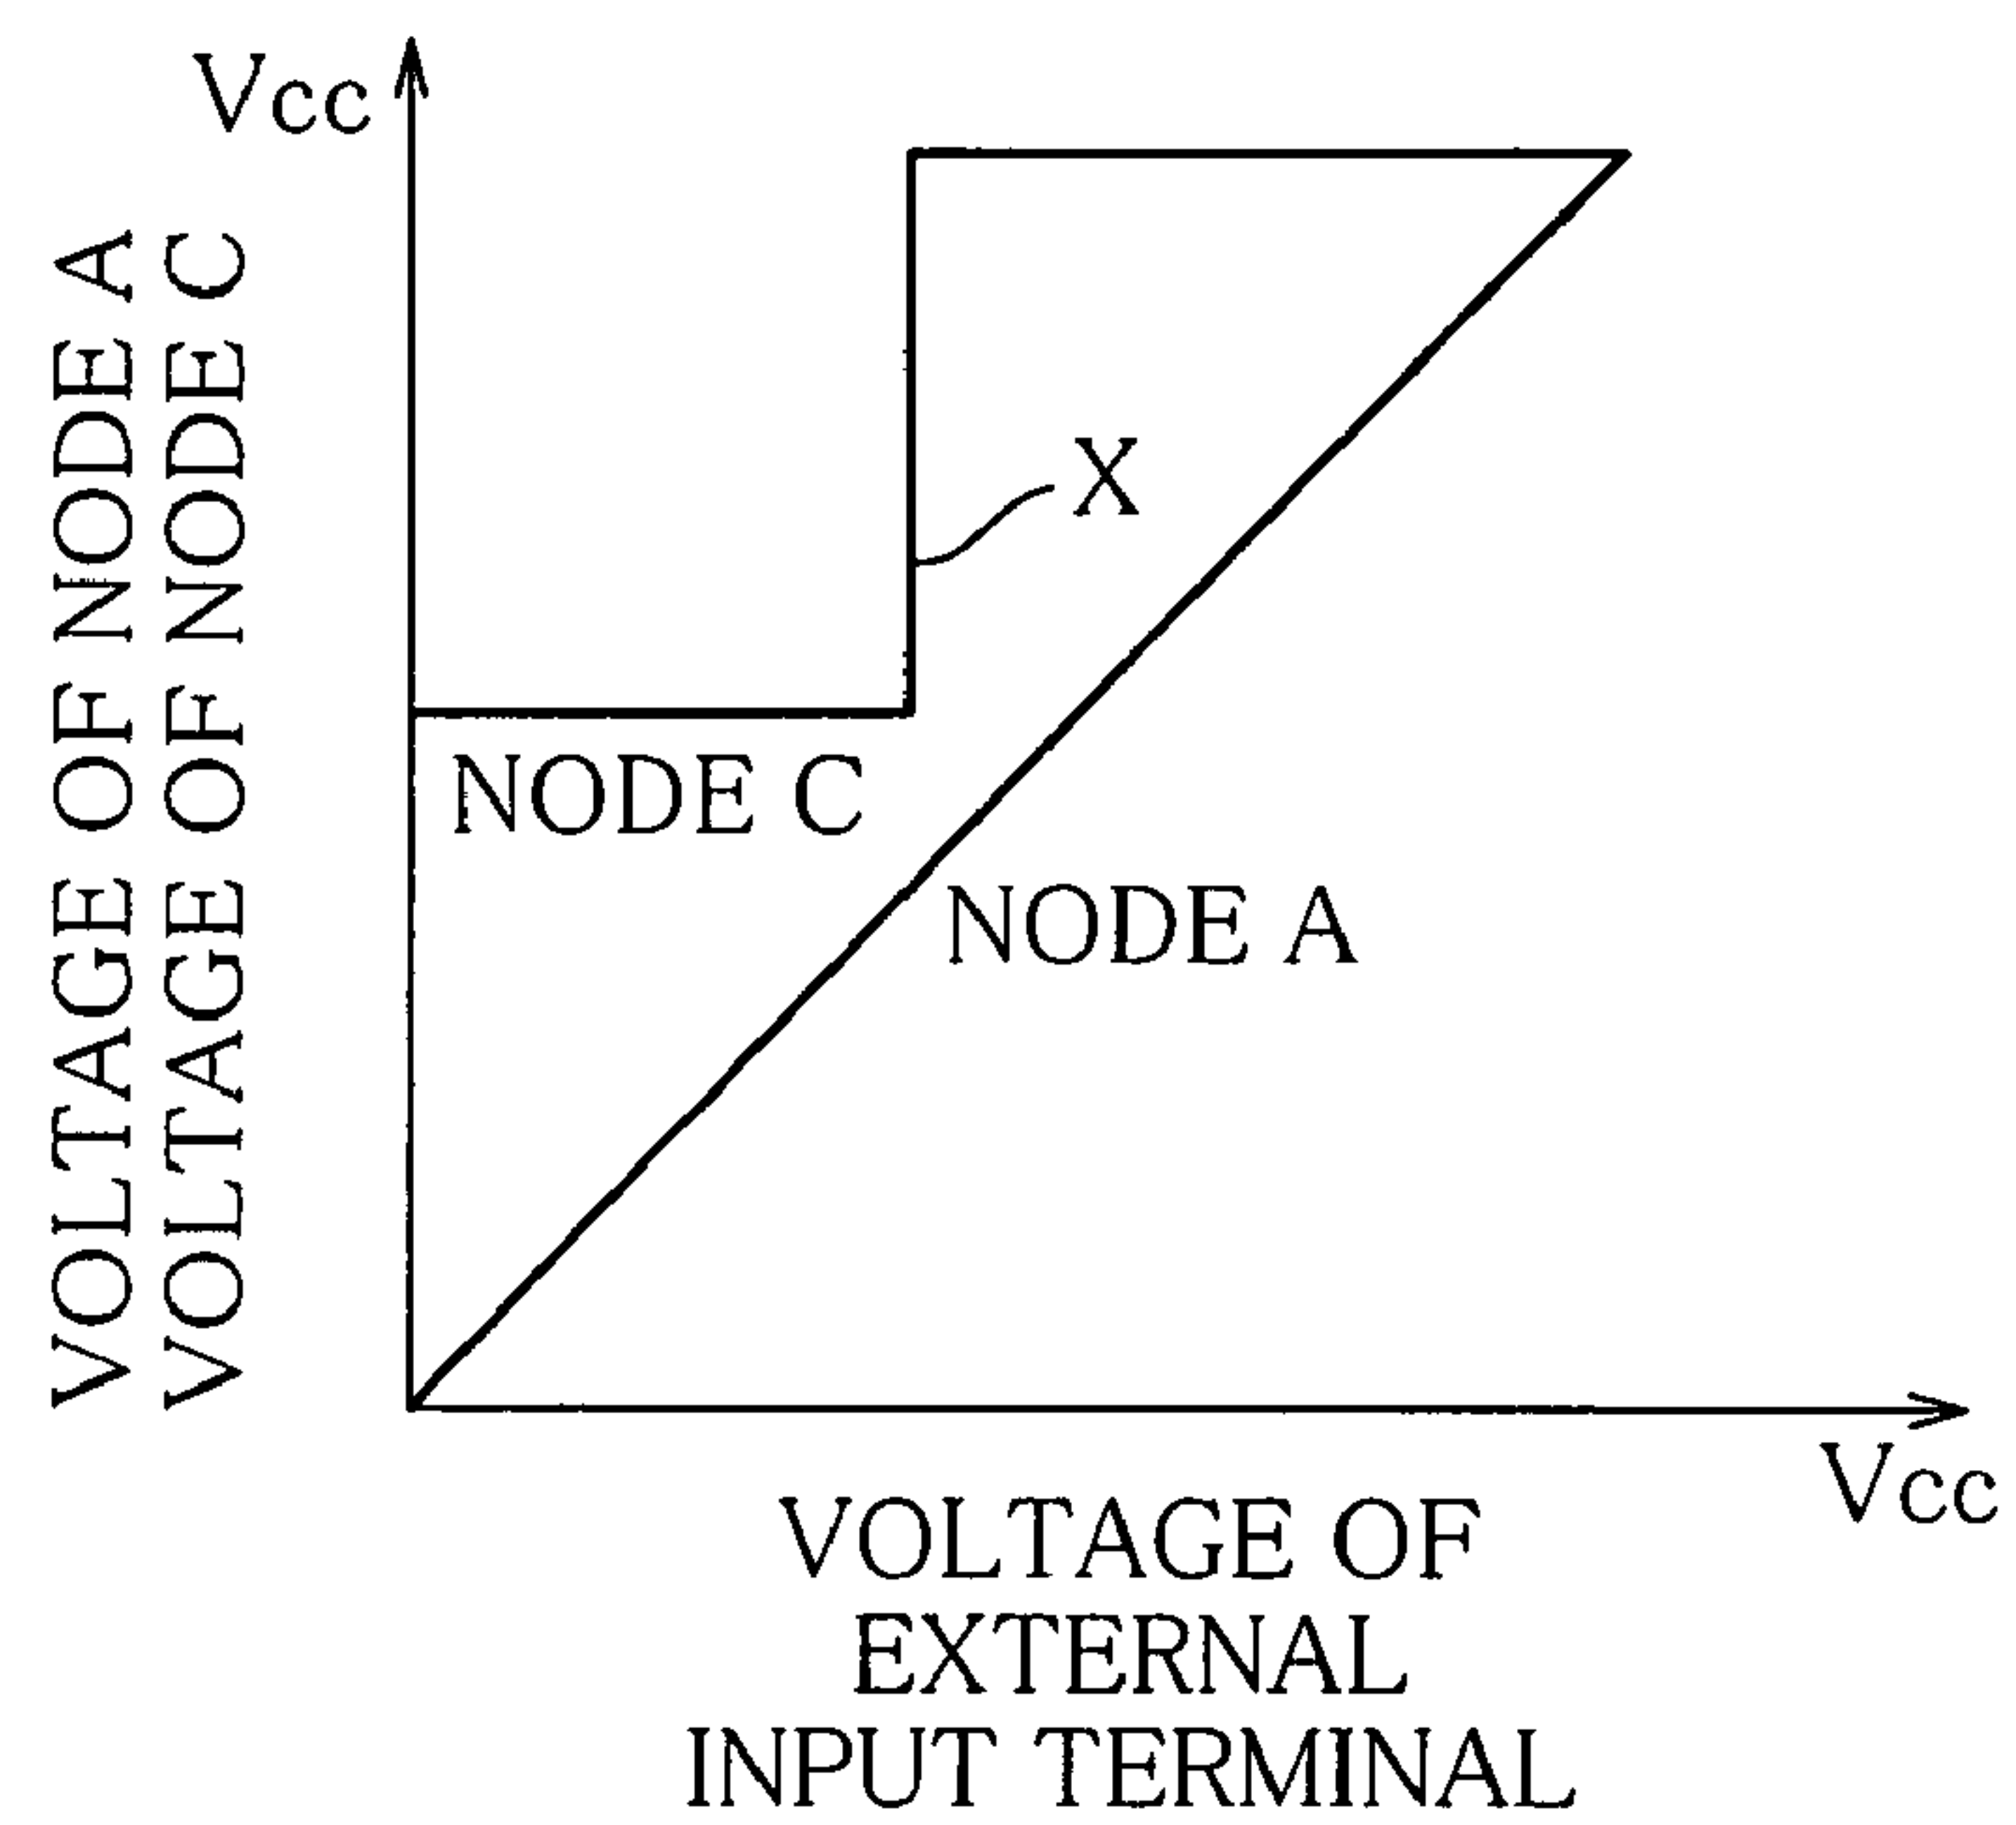 Vcc
VOLTAGE OF NODE A
VOLTAGE OF NODE C
X
NODE C
NODE A
Vcc
VOLTAGE OF
EXTERNAL
INPUT TERMINAL